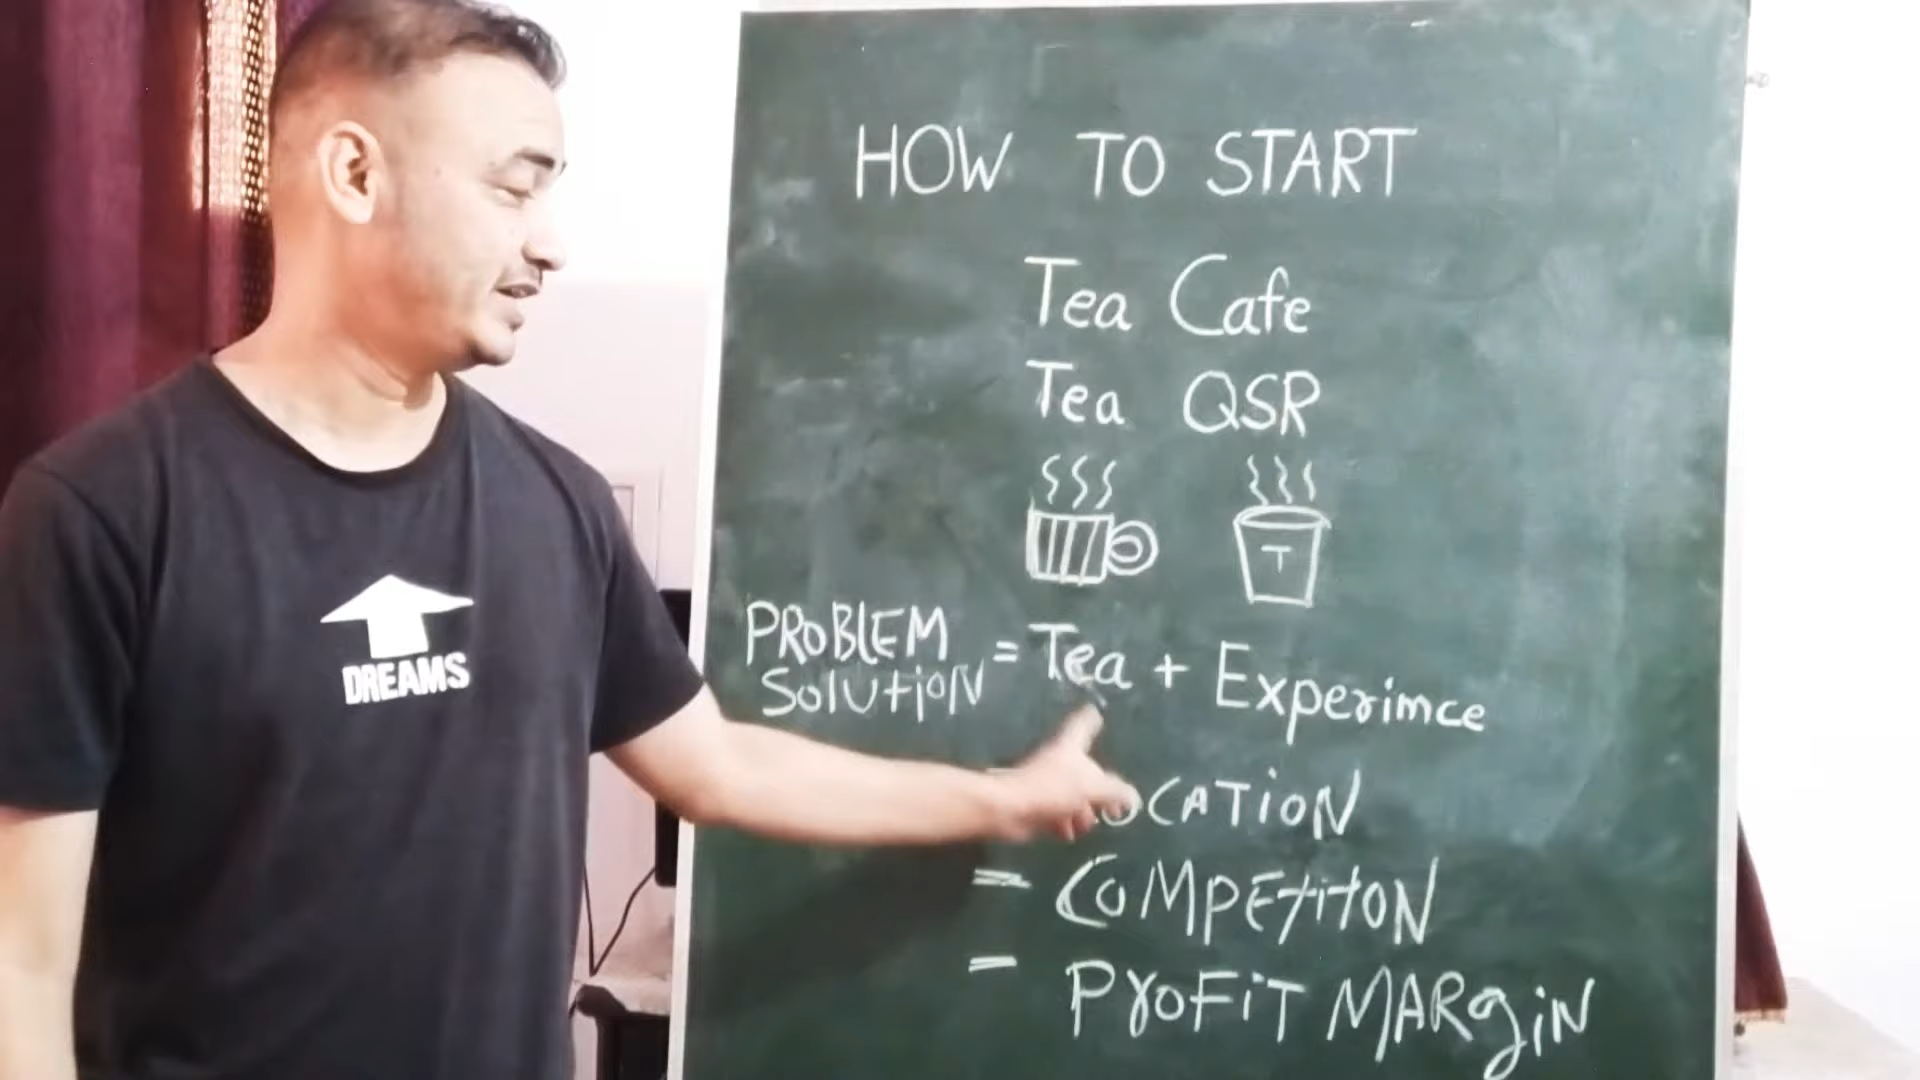 HOW TO START
Tea Cafe
Tea QSR
T
PROBLEM
SOLUtiON = Tea + Experimce
OCATiON
= COMPEtitON
= PROFiT MARgiN
DREAMS